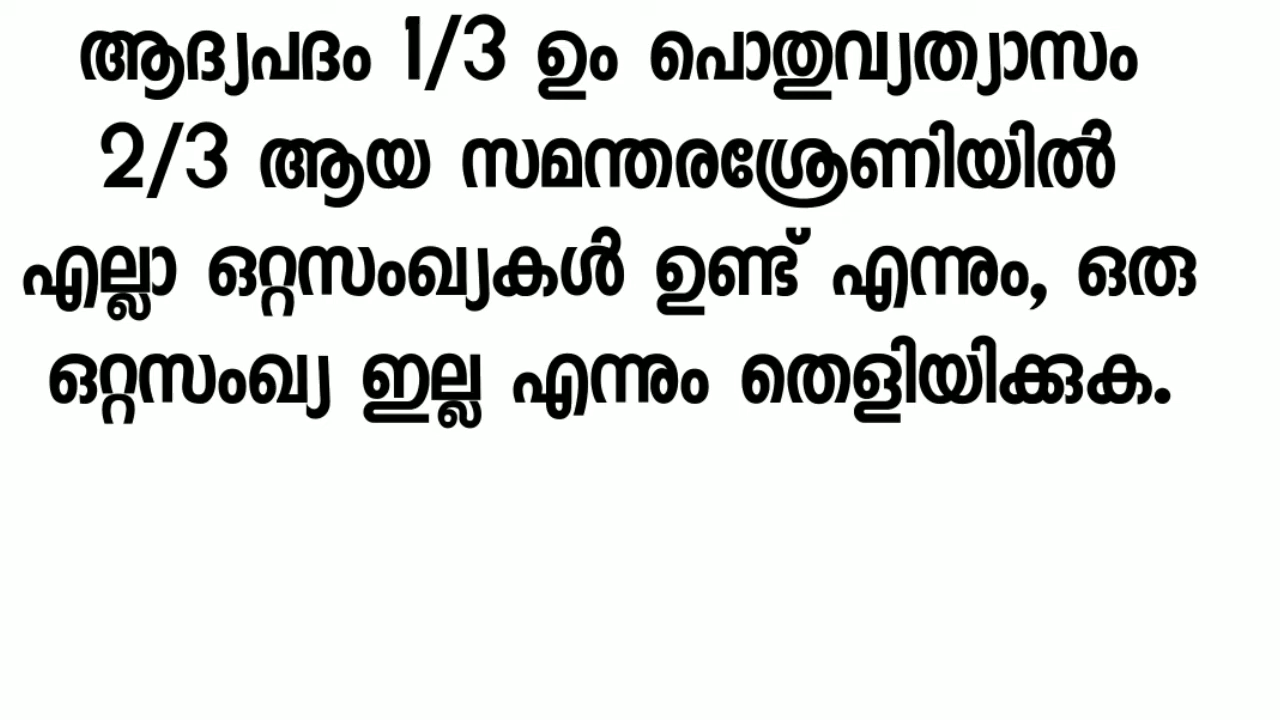 ആദ്യപദം 1/3 ഉം പൊതുവ്യത്യാസം
2/3 ആയ സമാന്തരശ്രേണിയിൽ
എല്ലാ ഒറ്റസംഖ്യകൾ ഉണ്ട് എന്നും, ഒരു
ഒറ്റസംഖ്യ ഇല്ല എന്നും തെളിയിക്കുക.